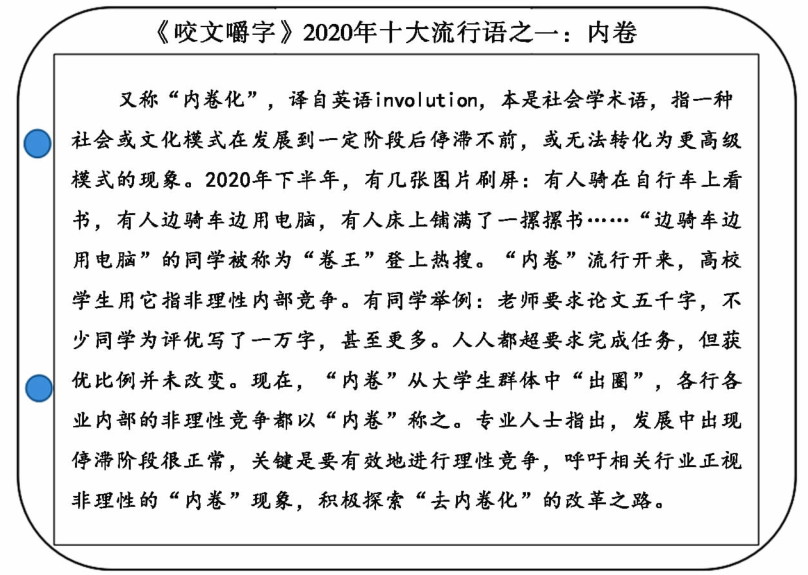 《咬文嚼字》2020年十大流行语之一：内卷
又称“内卷化”，译自英语involution，本是社会学术语，指一种
社会或文化模式在发展到一定阶段后停滞不前，或无法转化为更高级
模式的现象。2020年下半年，有几张图片刷屏：有人骑在自行车上看
书，有人边骑车边用电脑，有人床上铺满了一摞摞书……“边骑车边
用电脑”的同学被称为“卷王”登上热搜。“内卷”流行开来，高校
学生用它指非理性内部竞争。有同学举例：老师要求论文五千字，不
少同学为评优写了一万字，甚至更多。人人都超要求完成任务，但获
优比例并未改变。现在，“内卷”从大学生群体中“出圈”，各行各
业内部的非理性竞争都以“内卷”称之。专业人士指出，发展中出现
停滞阶段很正常，关键是要有效地进行理性竞争，呼吁相关行业正视
非理性的“内卷”现象，积极探索“去内卷化”的改革之路。